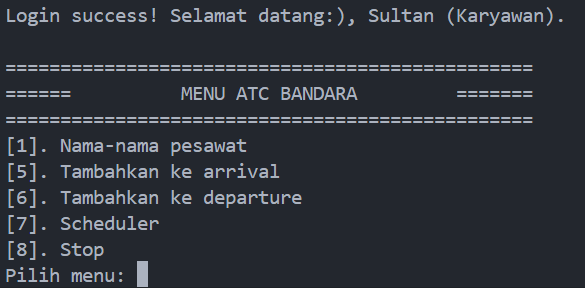 Login success! Selamat datang:), Sultan (Karyawan).
================================================
======          MENU ATC BANDARA         =======
================================================
[1]. Nama-nama pesawat
[5]. Tambahkan ke arrival
[6]. Tambahkan ke departure
[7]. Scheduler
[8]. Stop
Pilih menu: